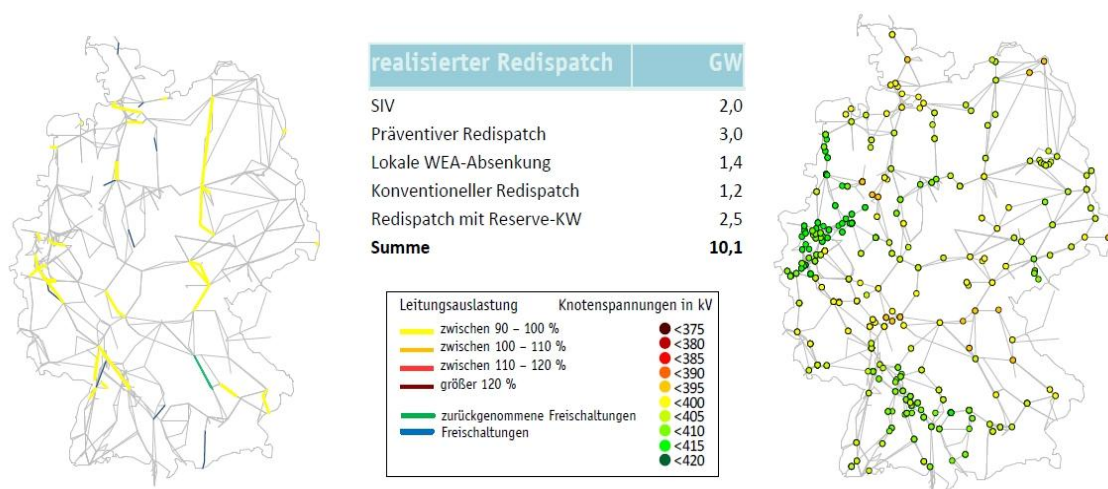 realisierter Redispatch GW
SIV 2,0
Präventiver Redispatch 3,0
Lokale WEA-Absenkung 1,4
Konventioneller Redispatch 1,2
Redispatch mit Reserve-KW 2,5
Summe 10,1
Leitungsauslastung Knotenspannungen in kV
zwischen 90 – 100 % <375
zwischen 100 – 110 % <380
zwischen 110 – 120 % <385
größer 120 % <390
<395
<400
zurückgenommene Freischaltungen <405
Freischaltungen <410
<415
<420